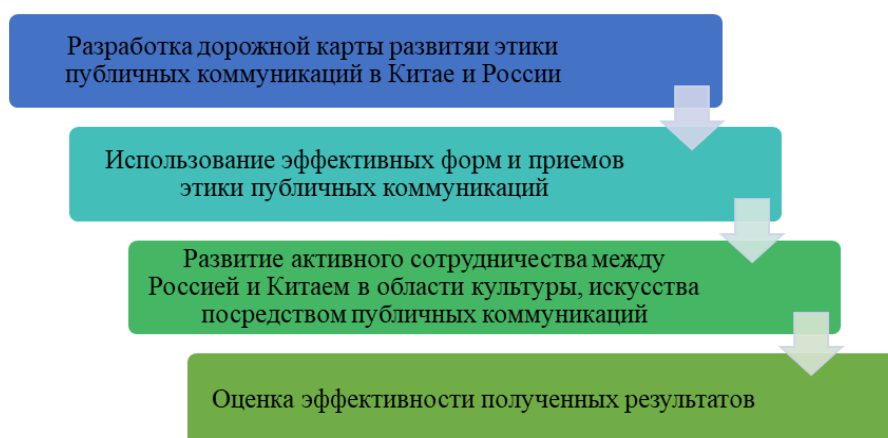 Разработка дорожной карты развитяи этики
публичных коммуникаций в Китае и России
Использование эффективных форм и приемов
этики публичных коммуникаций
Развитие активного сотрудничества между
Россией и Китаем в области культуры, искусства
посредством публичных коммуникаций
Оценка эффективности полученных результатов